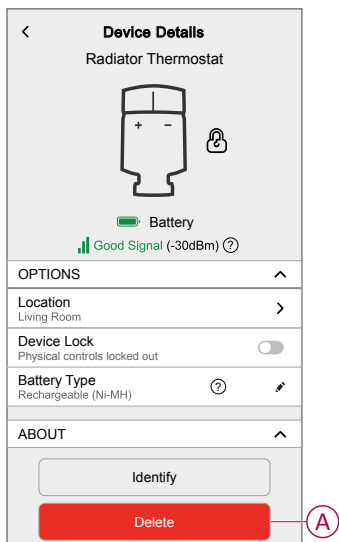 Device Details
Radiator Thermostat
+ -
Battery
Good Signal (-30dBm) ?
OPTIONS
Location
Living Room
Device Lock
Physical controls locked out
Battery Type
Rechargeable (Ni-MH) ?
ABOUT
Identify
Delete
A